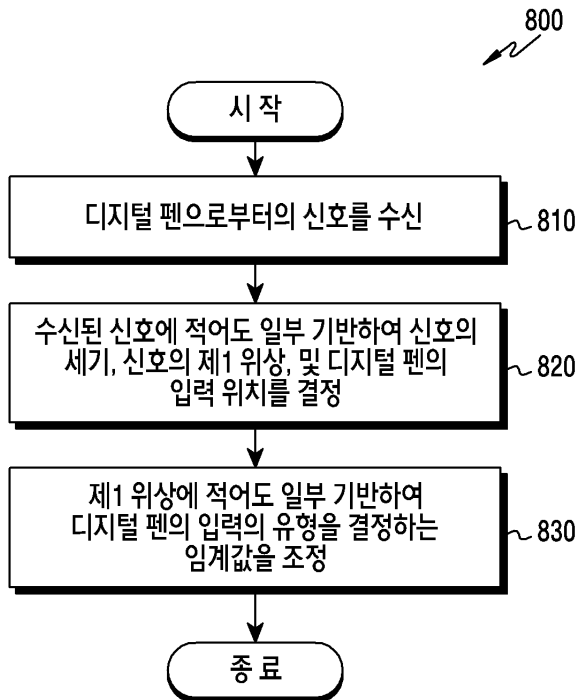 800
시 작
디지털 펜으로부터의 신호를 수신
810
수신된 신호에 적어도 일부 기반하여 신호의
세기, 신호의 제1 위상, 및 디지털 펜의
입력 위치를 결정
820
제1 위상에 적어도 일부 기반하여
디지털 펜의 입력의 유형을 결정하는
임계값을 조정
830
종 료